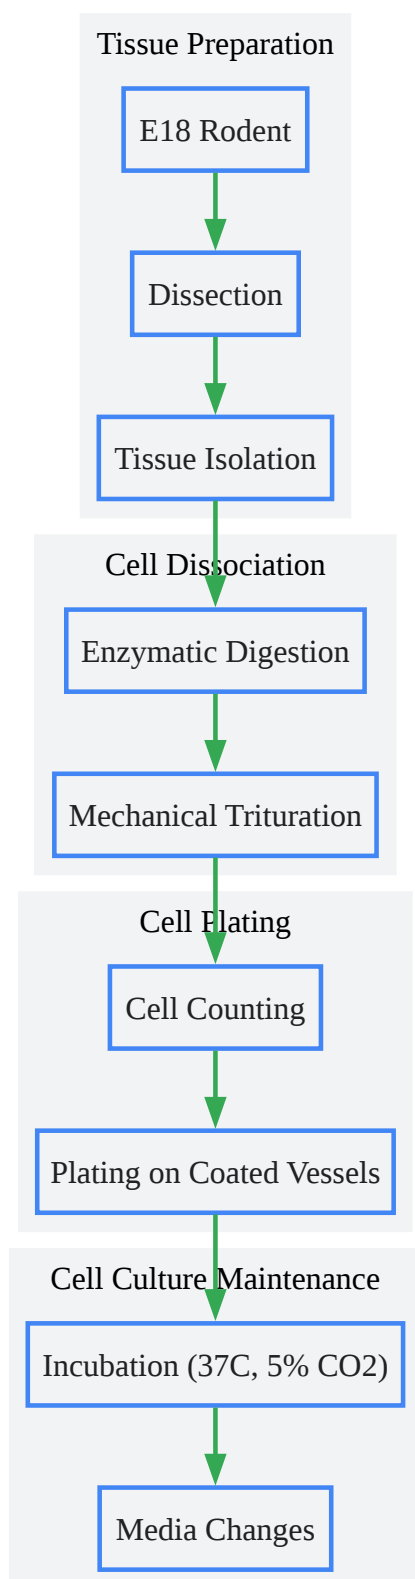 Tissue Preparation
E18 Rodent
Dissection
Tissue Isolation
Cell Dissociation
Enzymatic Digestion
Mechanical Trituration
Cell Plating
Cell Counting
Plating on Coated Vessels
Cell Culture Maintenance
Incubation (37C, 5% CO2)
Media Changes